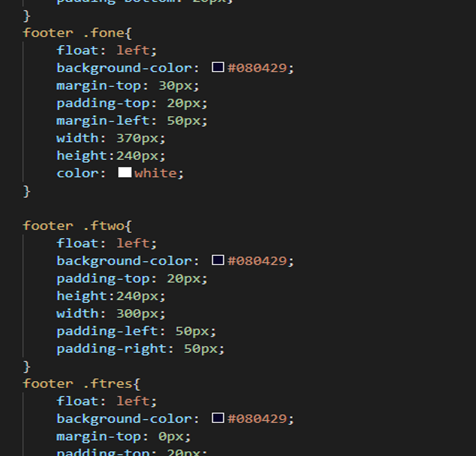 padding-bottom: 20px;
}
footer .fone{
float: left;
background-color: #080429;
margin-top: 30px;
padding-top: 20px;
margin-left: 50px;
width: 370px;
height:240px;
color: white;
}
footer .ftwo{
float: left;
background-color: #080429;
padding-top: 20px;
height:240px;
width: 300px;
padding-left: 50px;
padding-right: 50px;
}
footer .ftres{
float: left;
background-color: #080429;
margin-top: 0px;
padding-top: 20px;